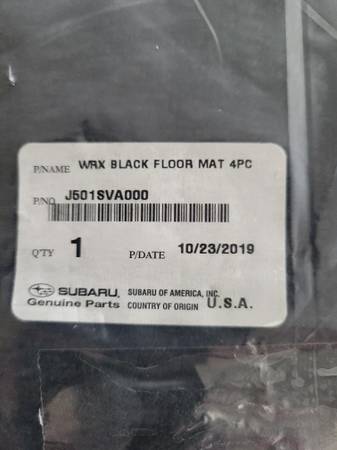 P/NAME WRX BLACK FLOOR MAT 4PC
P/NO J501SVA000
Q'TY 1 P/DATE 10/23/2019
SUBARU. SUBARU OF AMERICA, INC.
Genuine Parts COUNTRY OF ORIGIN U.S.A.